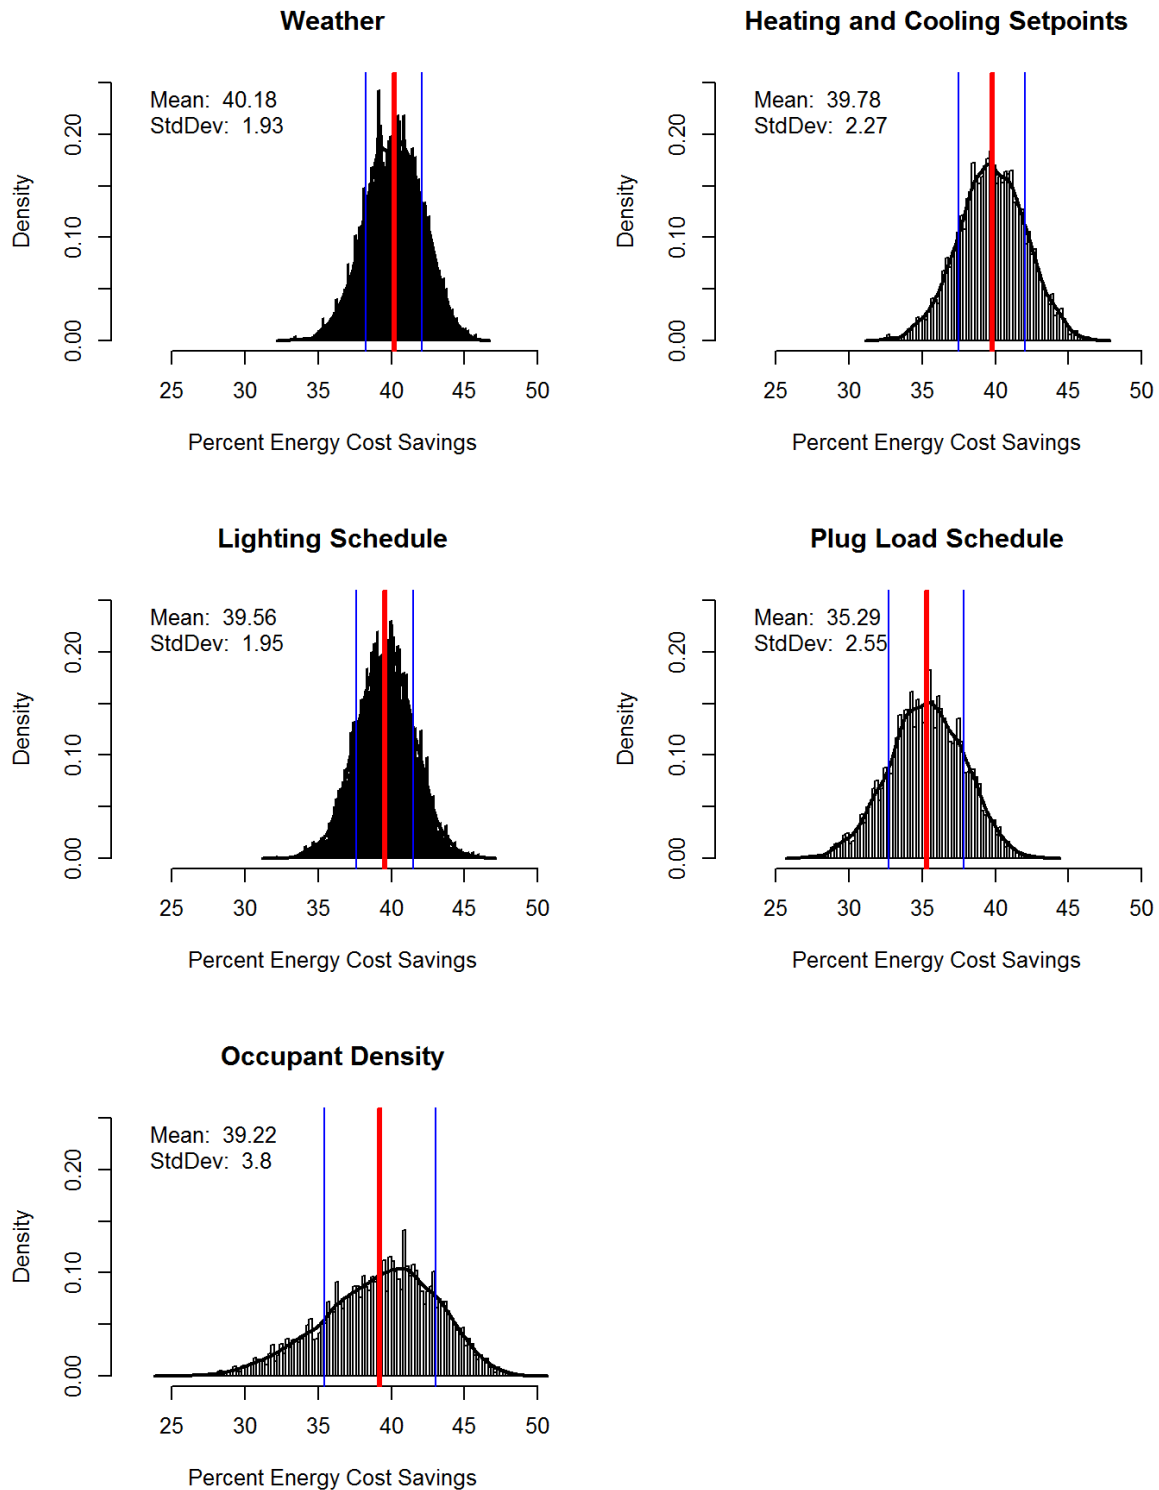 Weather
Mean: 40.18
StdDev: 1.93
Density
0.00 0.10 0.20
25 30 35 40 45 50
Percent Energy Cost Savings
Heating and Cooling Setpoints
Mean: 39.78
StdDev: 2.27
Density
0.00 0.10 0.20
25 30 35 40 45 50
Percent Energy Cost Savings
Lighting Schedule
Mean: 39.56
StdDev: 1.95
Density
0.00 0.10 0.20
25 30 35 40 45 50
Percent Energy Cost Savings
Plug Load Schedule
Mean: 35.29
StdDev: 2.55
Density
0.00 0.10 0.20
25 30 35 40 45 50
Percent Energy Cost Savings
Occupant Density
Mean: 39.22
StdDev: 3.8
Density
0.00 0.10 0.20
25 30 35 40 45 50
Percent Energy Cost Savings